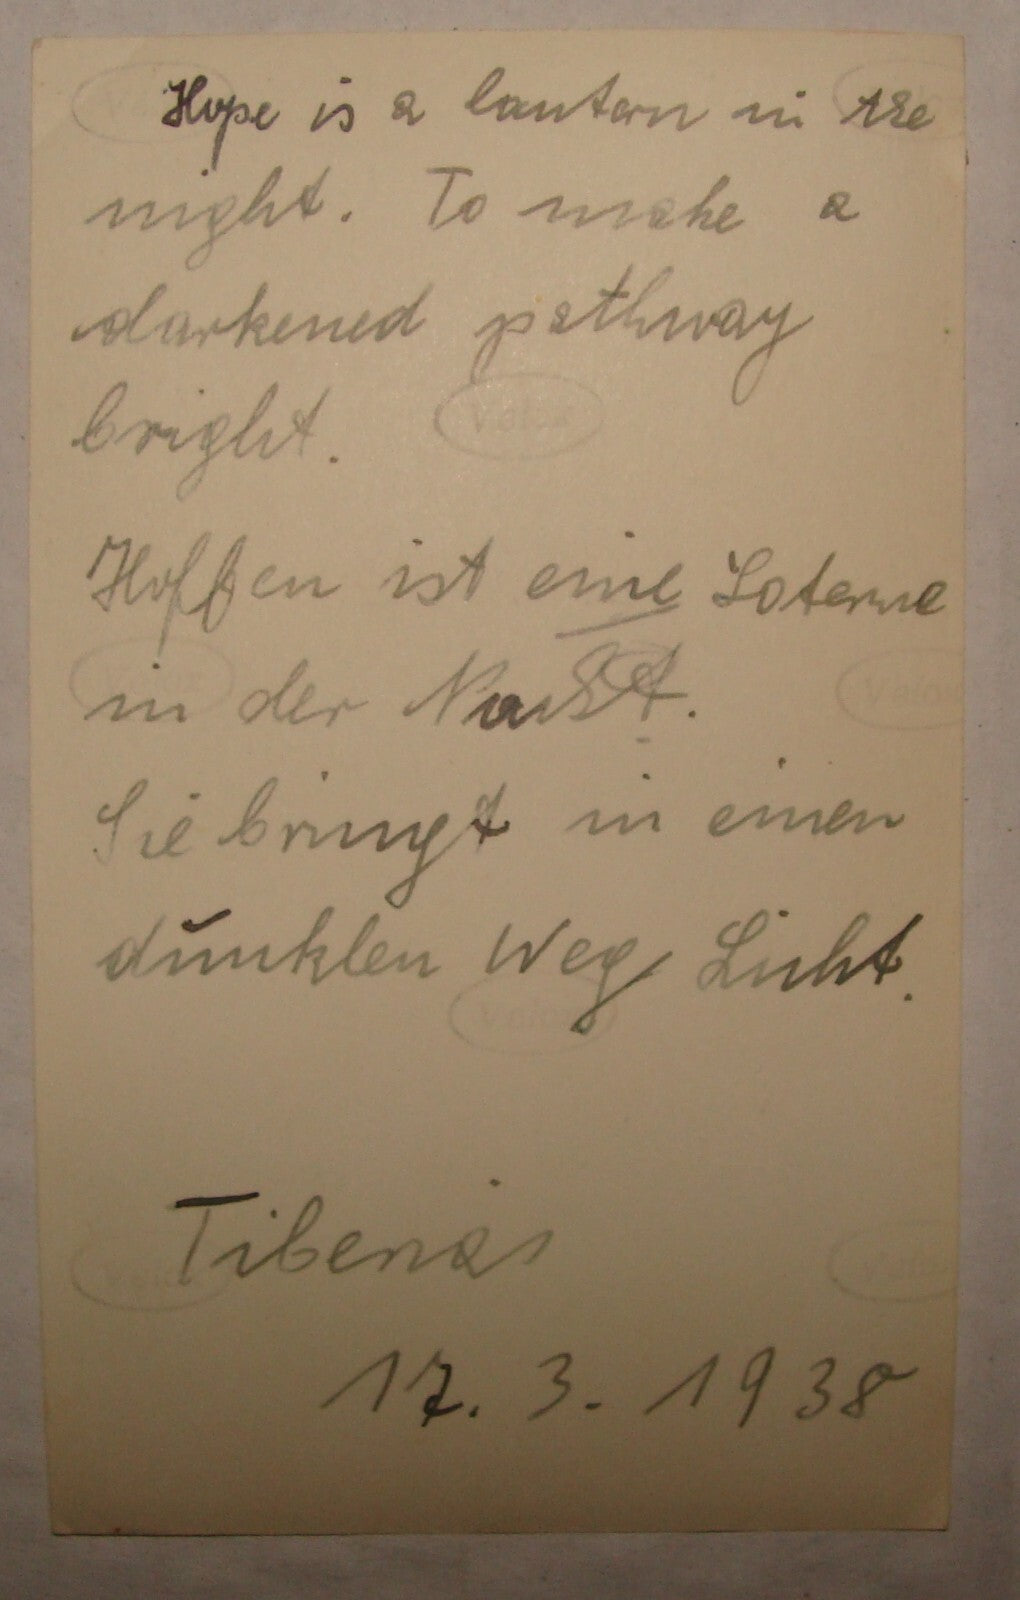 Hope is a lantern in the
night. To make a
darkened pathway
bright.
Hoffen ist eine Laterne
in der Nacht.
Sie bringt in einen
dunklen Weg Licht.
Tiberias
17. 3. 1938